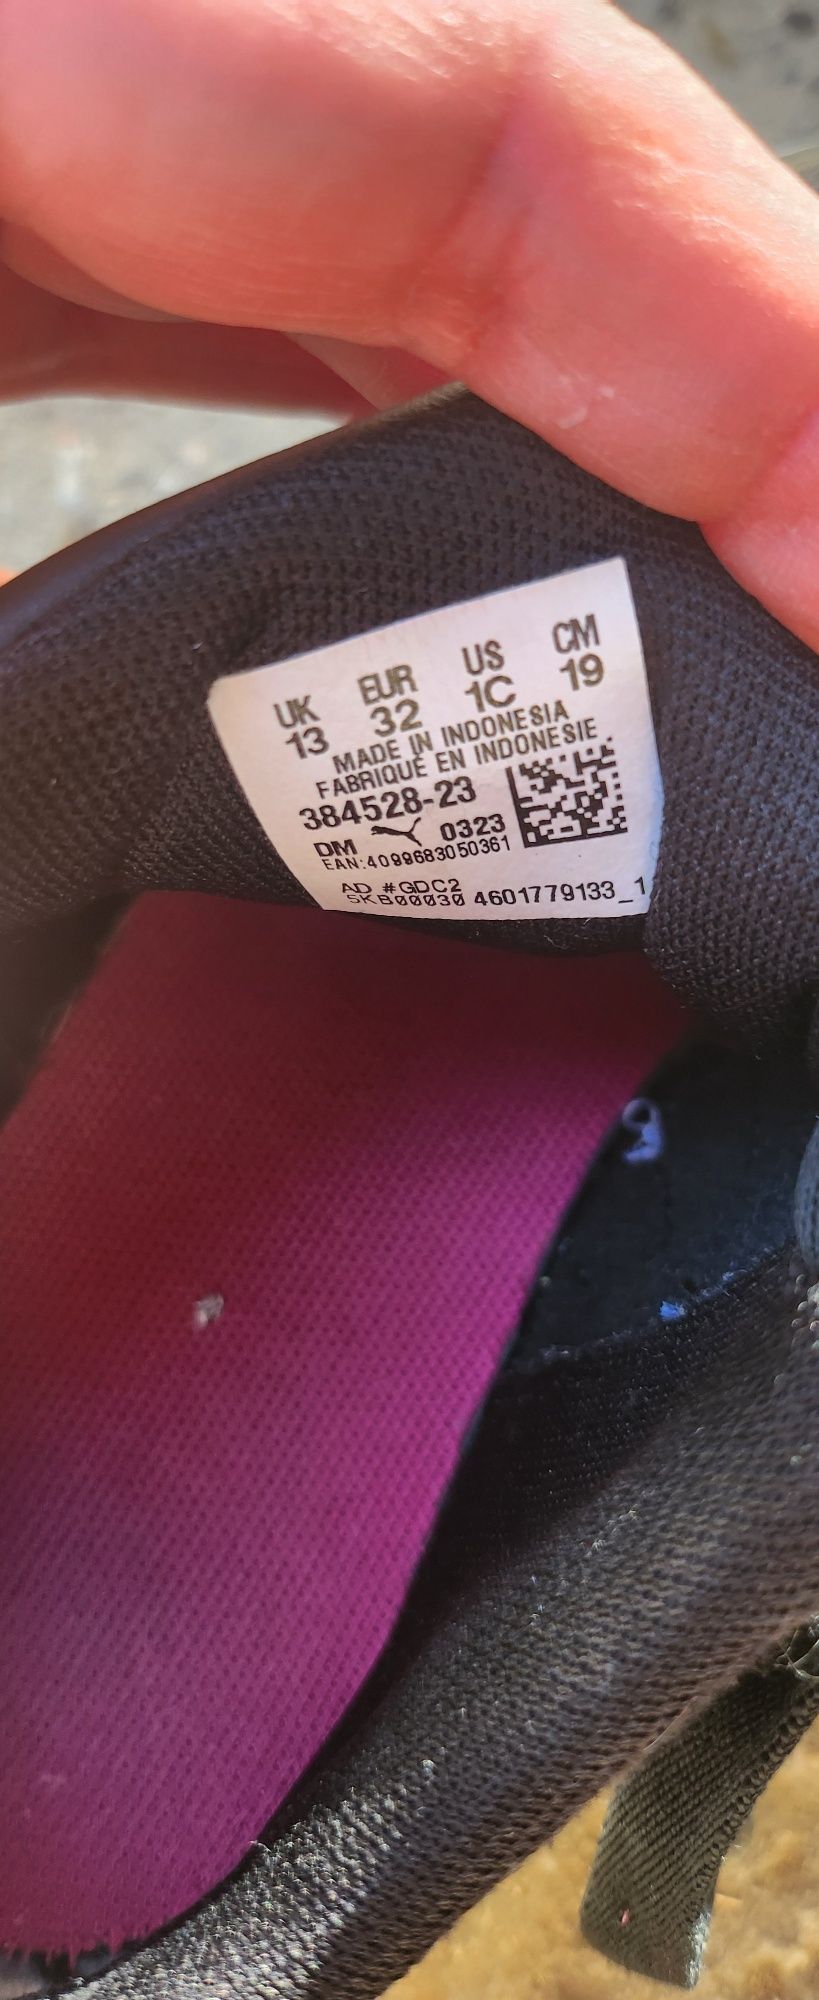 UK EUR US CM
13 32 1C 19
MADE IN INDONESIA
FABRIQUÉ EN INDONESIE
384528-23
DM 0323
EAN:4099683050361
AD #GDC2
SKB00030 4601779133_1